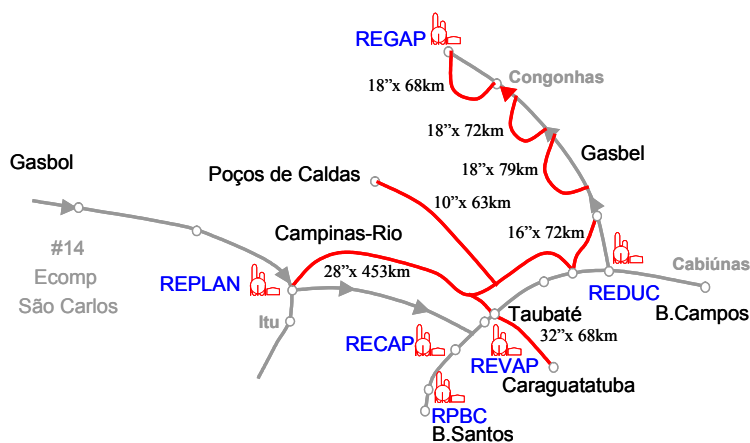 REGAP
Congonhas
18”x 68km
18”x 72km
Gasbel
Gasbol
18”x 79km
Poços de Caldas
10”x 63km
16”x 72km
Campinas-Rio
#14
Ecomp
São Carlos
28”x 453km
REPLAN
Cabiúnas
REDUC
B.Campos
Itu
Taubaté
32”x 68km
RECAP
REVAP
Caraguatatuba
RPBC
B.Santos